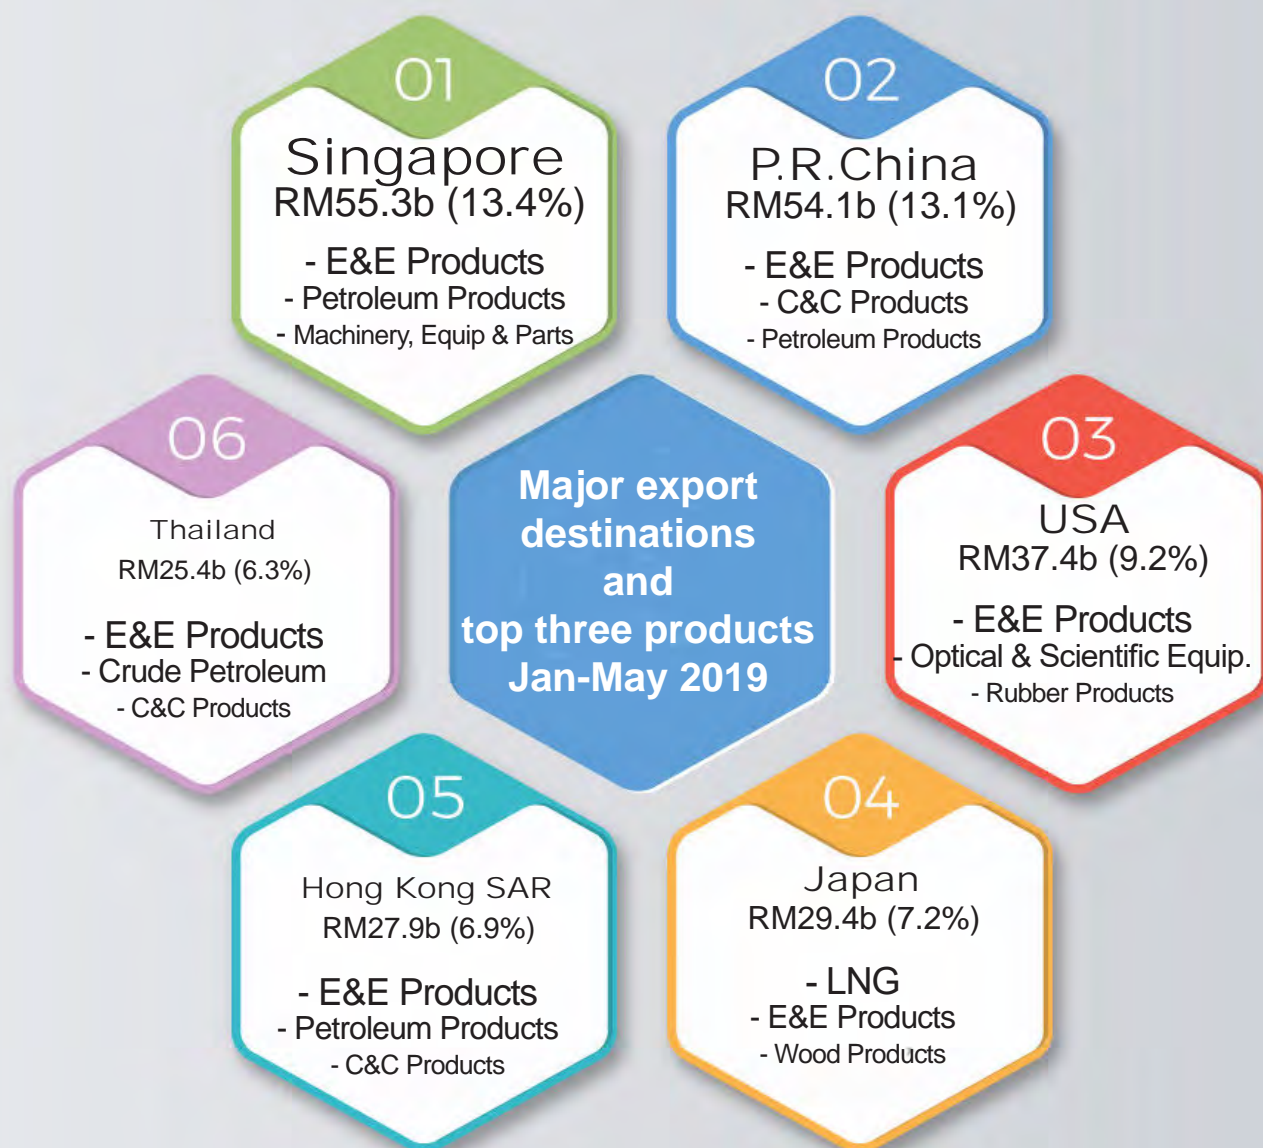 01
Singapore
RM55.3b (13.4%)
- E&E Products
- Petroleum Products
- Machinery, Equip & Parts
02
P.R.China
RM54.1b (13.1%)
- E&E Products
- C&C Products
- Petroleum Products
06
Thailand
RM25.4b (6.3%)
- E&E Products
- Crude Petroleum
- C&C Products
Major export
destinations
and
top three products
Jan-May 2019
03
USA
RM37.4b (9.2%)
- E&E Products
- Optical & Scientific Equip.
- Rubber Products
05
Hong Kong SAR
RM27.9b (6.9%)
- E&E Products
- Petroleum Products
- C&C Products
04
Japan
RM29.4b (7.2%)
- LNG
- E&E Products
- Wood Products